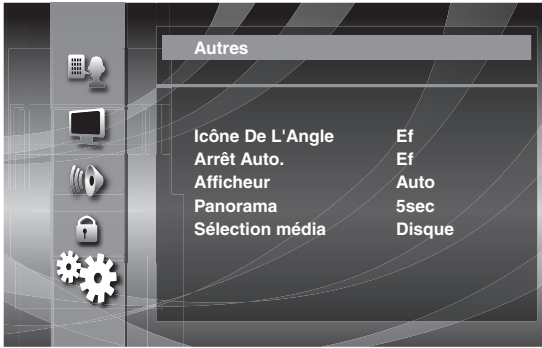 Autres
Icône De L'Angle Ef
Arrêt Auto. Ef
Afficheur Auto
Panorama 5sec
Sélection média Disque